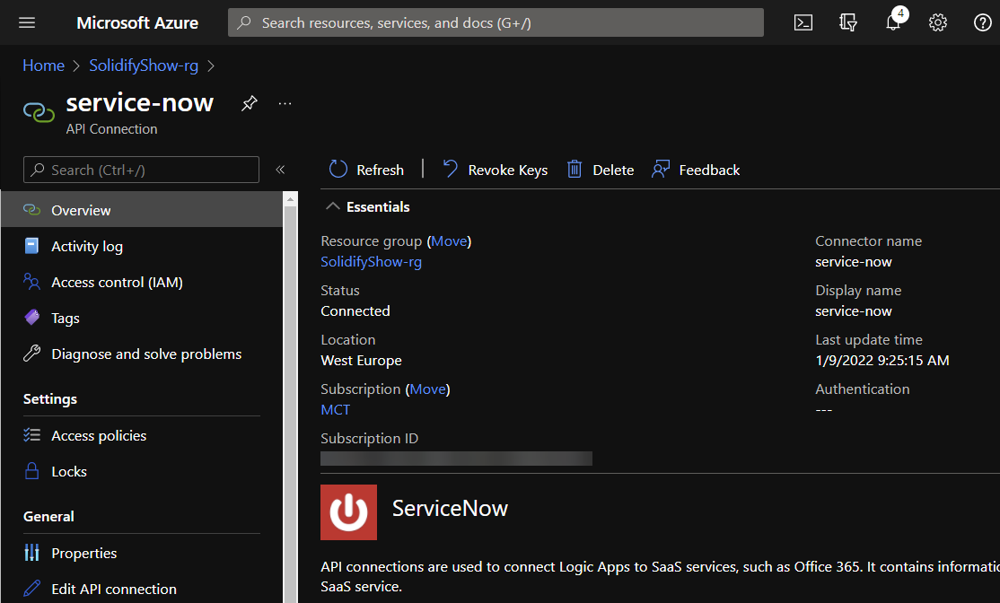 Microsoft Azure
Search resources, services, and docs (G+/)
4
Home > SolidifyShow-rg >
service-now
...
API Connection
Search (Ctrl+/)
«
Refresh | Revoke Keys Delete Feedback
Overview
Activity log
Access control (IAM)
Tags
Diagnose and solve problems
Settings
Access policies
Locks
General
Properties
Edit API connection
Essentials
Resource group (Move)
SolidifyShow-rg
Status
Connected
Location
West Europe
Subscription (Move)
MCT
Subscription ID
Connector name
service-now
Display name
service-now
Last update time
1/9/2022 9:25:15 AM
Authentication
---
ServiceNow
API connections are used to connect Logic Apps to SaaS services, such as Office 365. It contains
SaaS service.